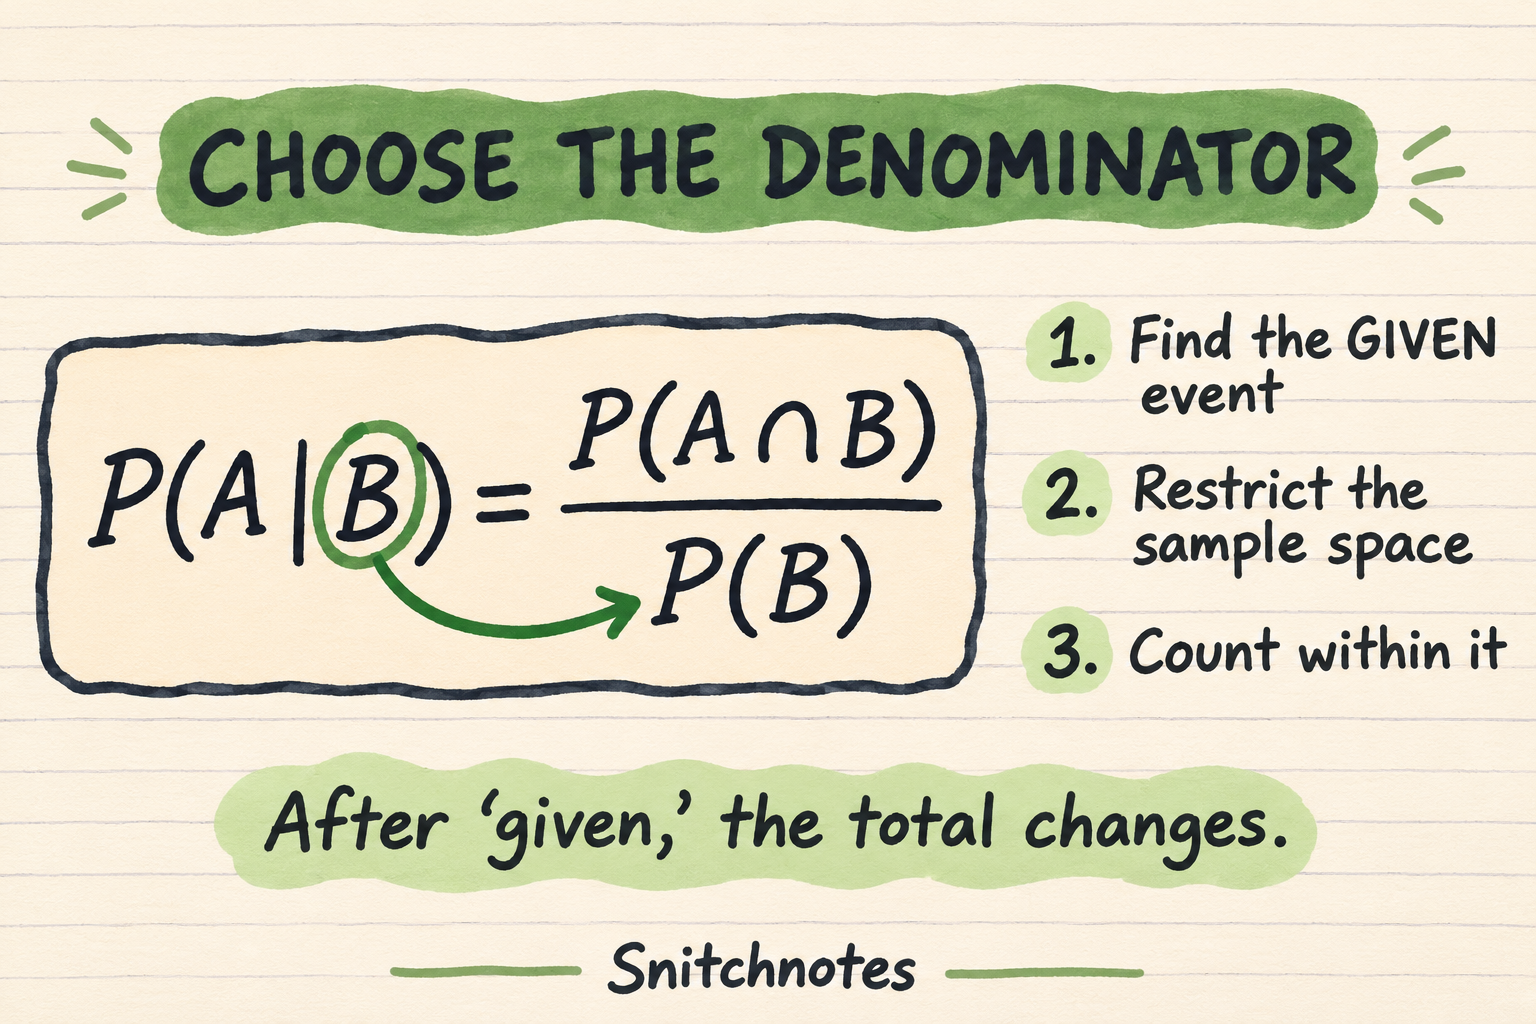 CHOOSE THE DENOMINATOR
P(A|B) = P(A ∩ B) / P(B)
1. Find the GIVEN
event
2. Restrict the
sample space
3. Count within it
After ‘given,’ the total changes.
Snitchnotes